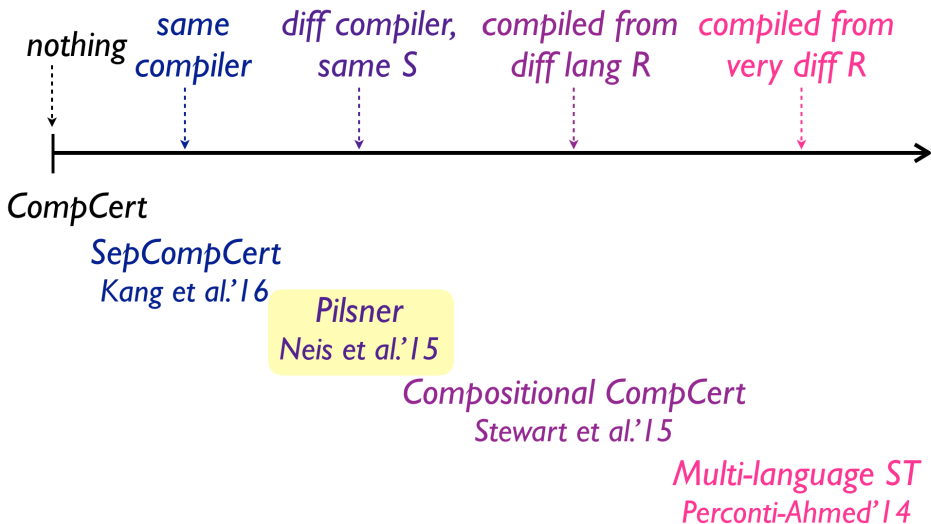 nothing
same
compiler
diff compiler,
same S
compiled from
diff lang R
compiled from
very diff R
CompCert
SepCompCert
Kang et al.'16
Pilsner
Neis et al.'15
Compositional CompCert
Stewart et al.'15
Multi-language ST
Perconti-Ahmed'14